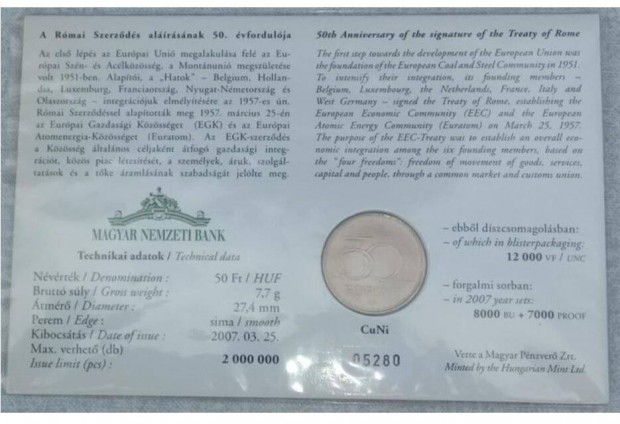 A Római Szerződés aláírásának 50. évfordulója
Az első lépés az Európai Unió megalakulása felé az Eu-
rópai Szén- és Acélközösség, a Montánunió megszületése
volt 1951-ben. Alapítói, a „Hatok” – Belgium, Hollan-
dia, Luxemburg, Franciaország, Nyugat-Németország és
Olaszország – integrációjuk elmélyítésére az 1957-es ún.
Római Szerződéssel alapították meg 1957. március 25-én
az Európai Gazdasági Közösséget (EGK) és az Európai
Atomenergia-Közösséget (Euratom). Az EGK-szerződés
a Közösség általános céljaként átfogó gazdasági integ-
rációt, közös piac létesítését, a személyek, áruk, szolgál-
tatások és a tőke áramlásának szabadságát jelölte meg.
50th Anniversary of the signature of the Treaty of Rome
The first step towards the development of the European Union was
the foundation of the European Coal and Steel Community in 1951.
To intensify their integration, its founding members –
Belgium, Luxembourg, the Netherlands, France, Italy and
West Germany – signed the Treaty of Rome, establishing the
European Economic Community (EEC) and the European
Atomic Energy Community (Euratom) on March 25, 1957.
The purpose of the EEC-Treaty was to establish an overall eco-
nomic integration among the six founding members, based on
the "four freedoms": freedom of movement of goods, services,
capital and people, through a common market and customs union.
MAGYAR NEMZETI BANK
Technikai adatok / Technical data
Névérték / Denomination : 50 Ft / HUF
Bruttó súly / Gross weight : 7,7 g
Átmérő / Diameter : 27,4 mm
Perem / Edge : sima / smooth
Kibocsátás / Date of issue : 2007. 03. 25.
Max. verhető (db)
Issue limit (pcs) : 2 000 000
50
CuNi
05280
– ebből díszcsomagolásban:
– of which in blisterpackaging:
12 000 VF / UNC
– forgalmi sorban:
– in 2007 year sets:
8000 BU + 7000 PROOF
Verte a Magyar Pénzverő Zrt.
Minted by the Hungarian Mint Ltd.